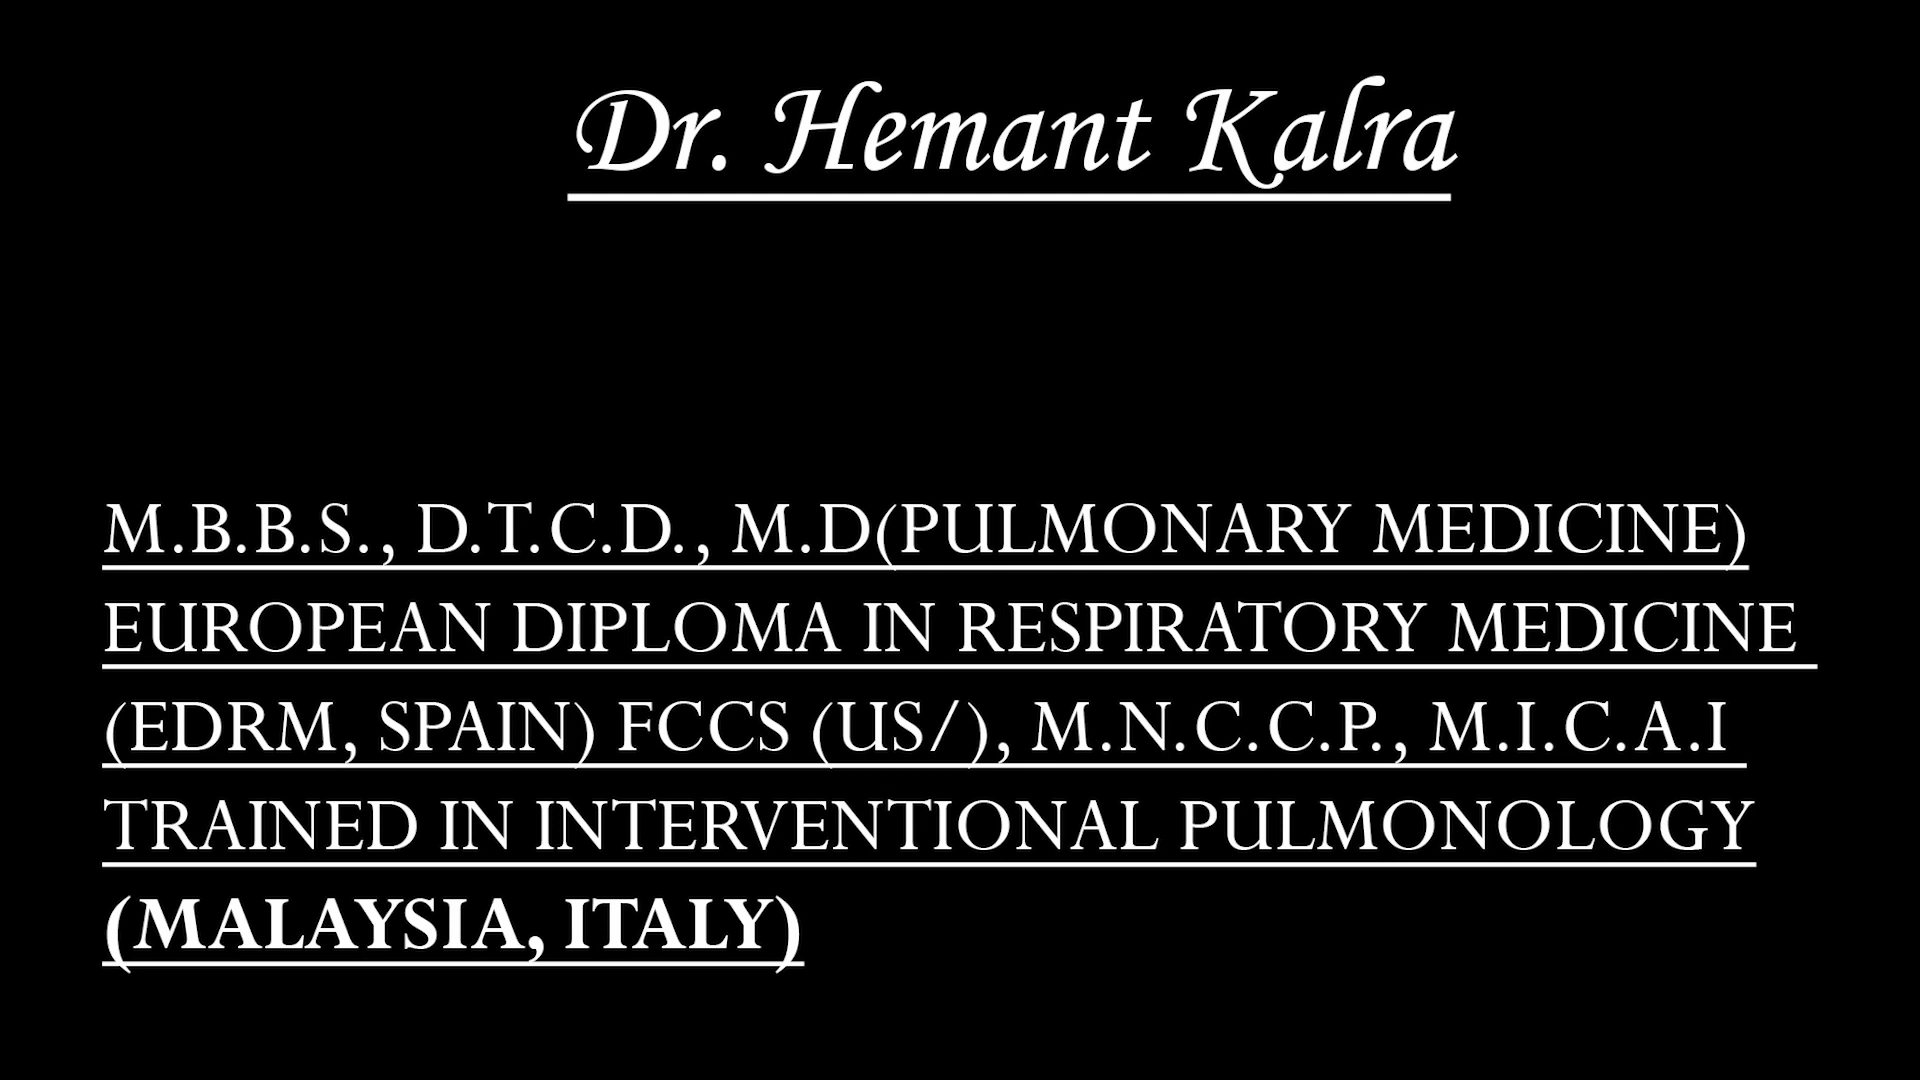 Dr. Hemant Kalra
M.B.B.S., D.T.C.D., M.D(PULMONARY MEDICINE)
EUROPEAN DIPLOMA IN RESPIRATORY MEDICINE
(EDRM, SPAIN) FCCS (US/), M.N.C.C.P., M.I.C.A.I
TRAINED IN INTERVENTIONAL PULMONOLOGY
(MALAYSIA, ITALY)